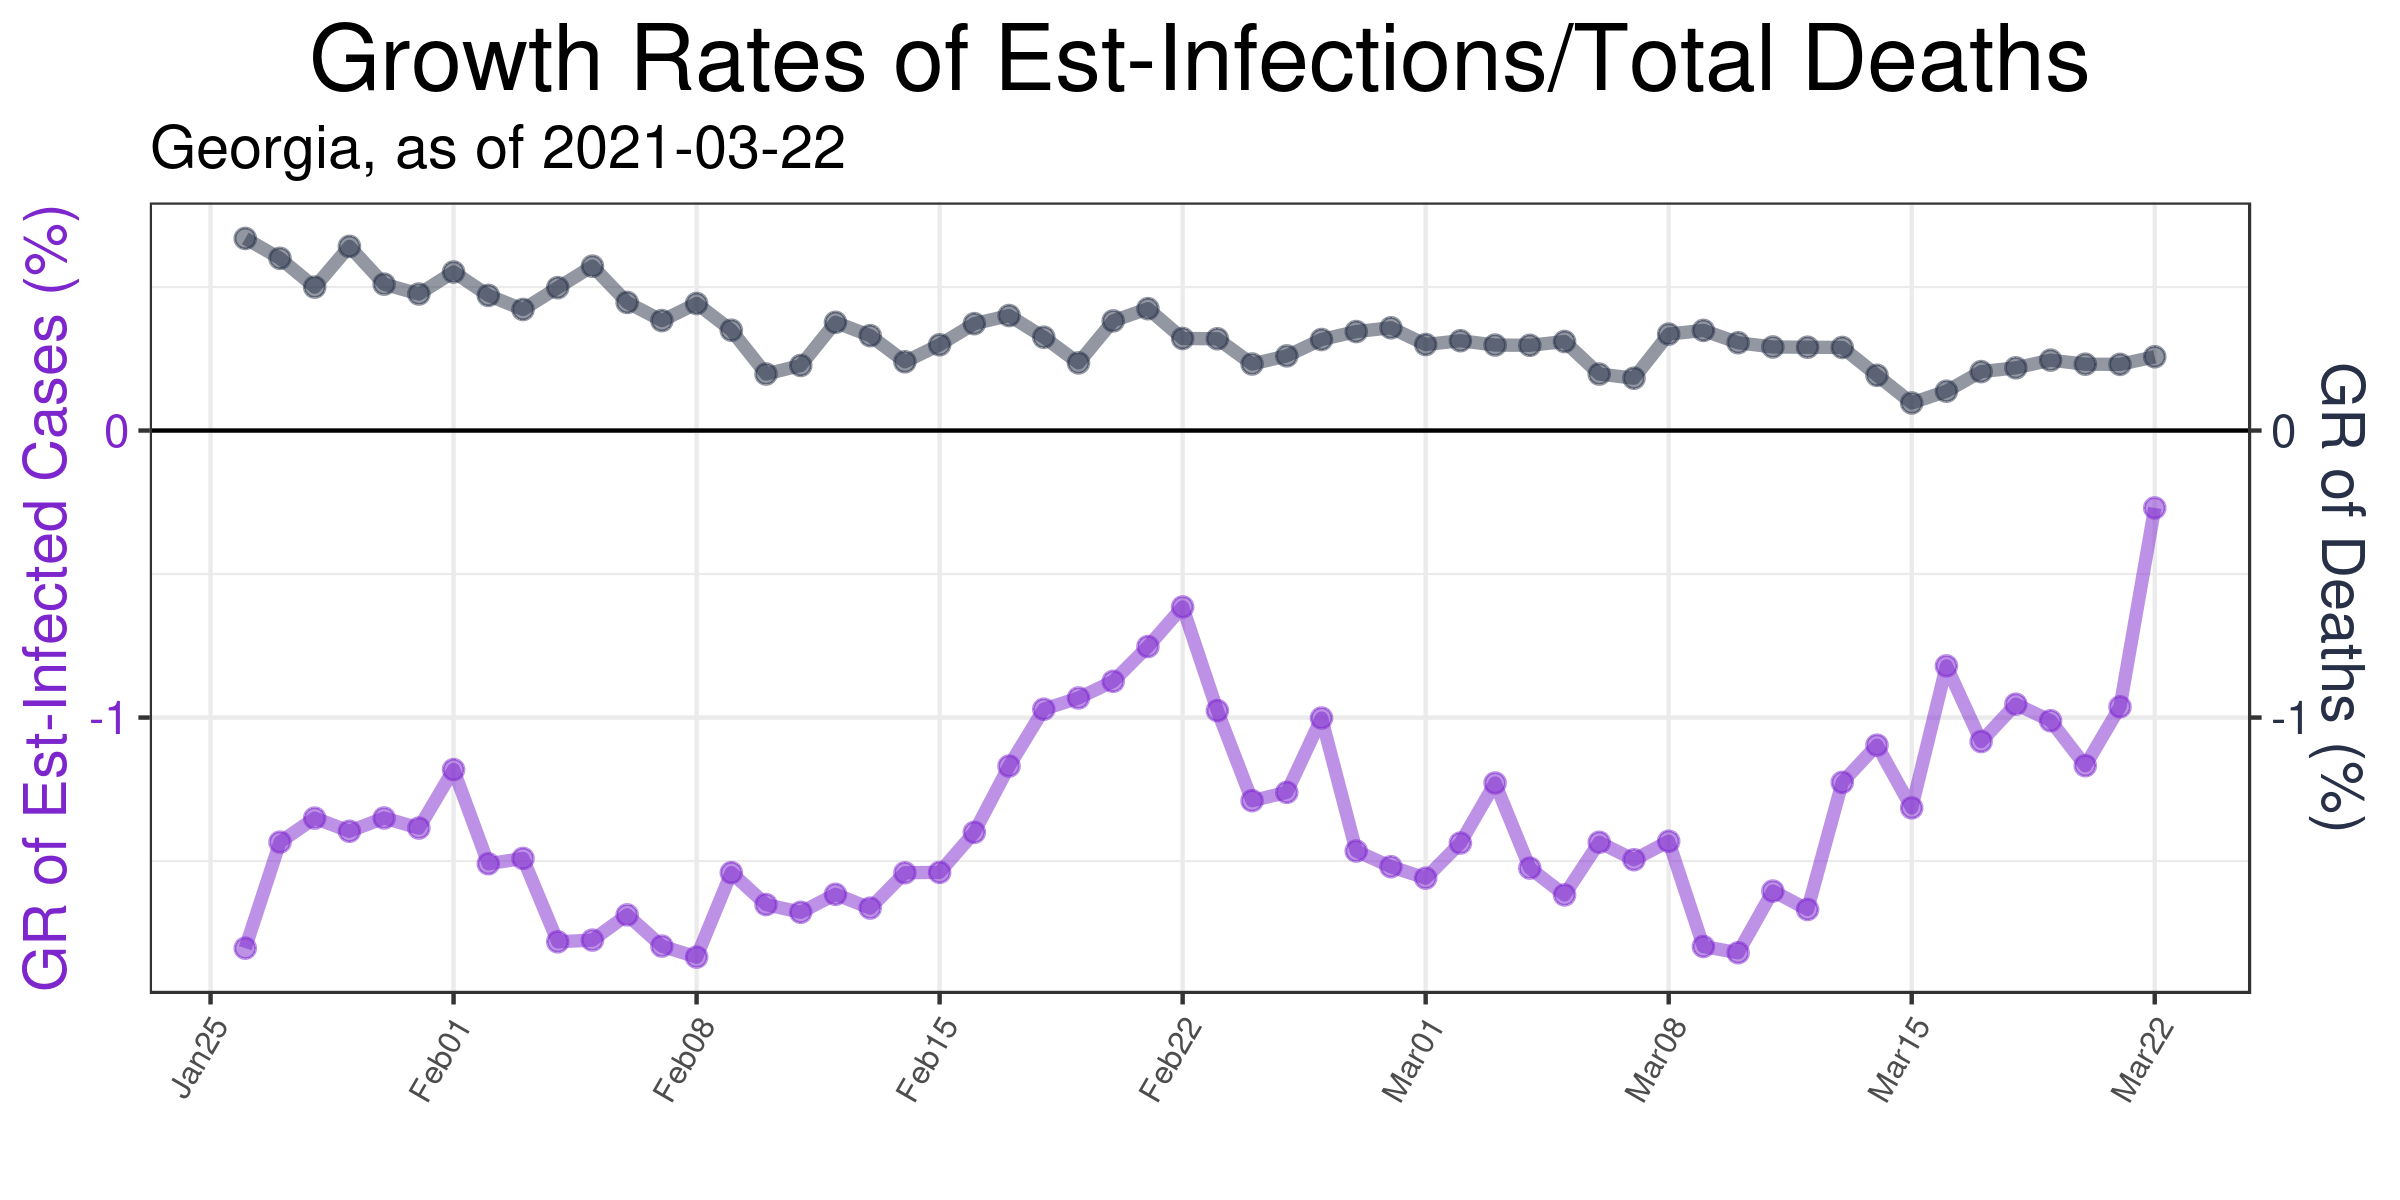 Growth Rates of Est-Infections/Total Deaths
Georgia, as of 2021-03-22
GR of Est-Infected Cases (%)
0
-1
0
-1
GR of Deaths (%)
Jan25
Feb01
Feb08
Feb15
Feb22
Mar01
Mar08
Mar15
Mar22